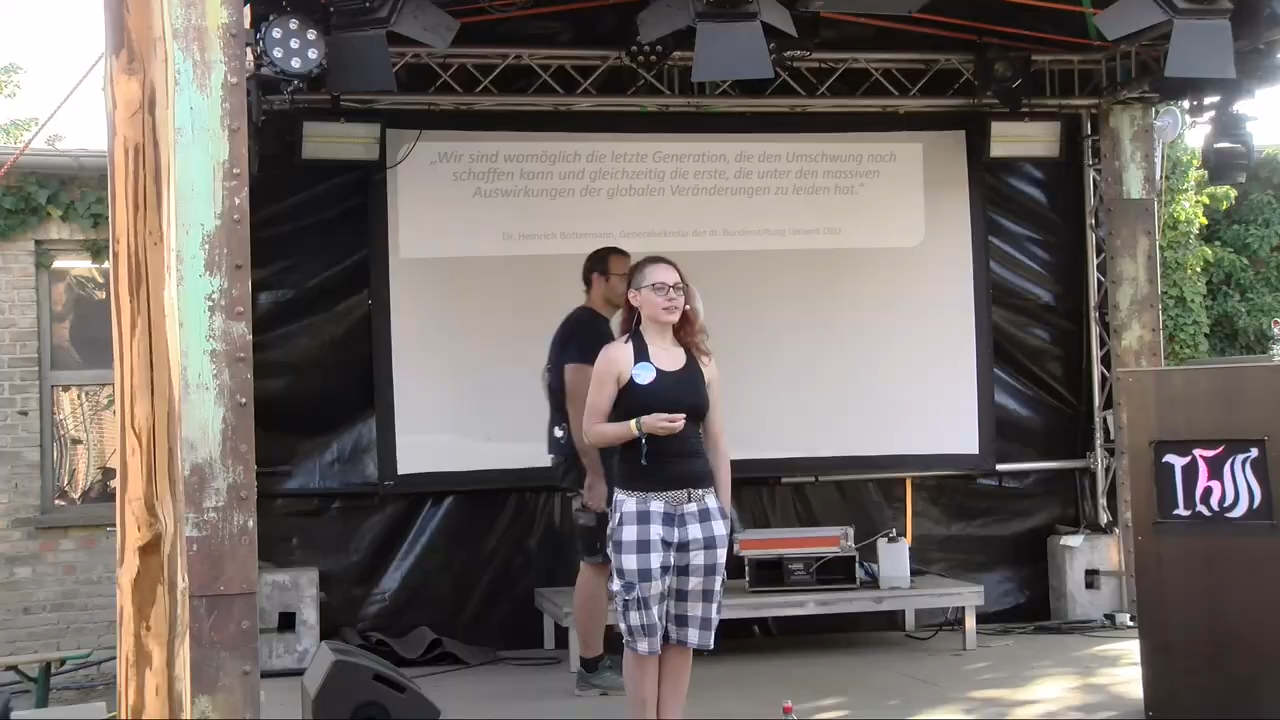 „Wir sind womöglich die letzte Generation, die den Umschwung noch
schaffen kann und gleichzeitig die erste, die unter den massiven
Auswirkungen der globalen Veränderungen zu leiden hat.“
Dr. Heinrich Bottermann, Generalsekretär der dt. Bundesstiftung Umwelt DBU